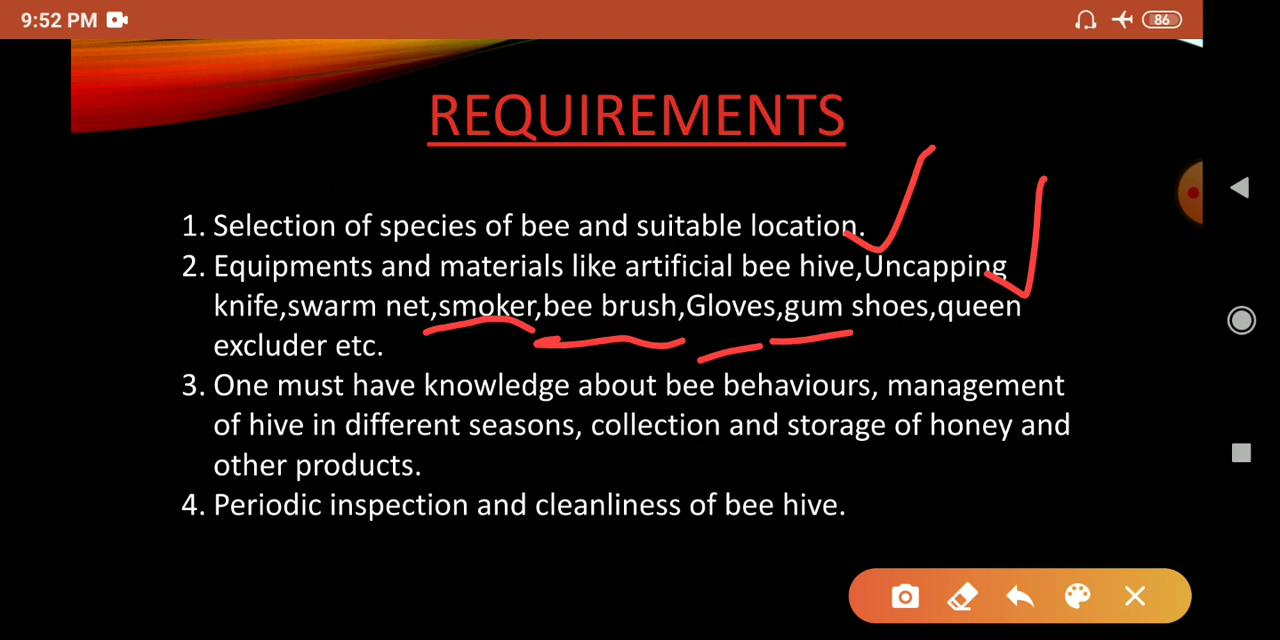 9:52 PM
86
REQUIREMENTS
1. Selection of species of bee and suitable location.
2. Equipments and materials like artificial bee hive,Uncapping
knife,swarm net,smoker,bee brush,Gloves,gum shoes,queen
excluder etc.
3. One must have knowledge about bee behaviours, management
of hive in different seasons, collection and storage of honey and
other products.
4. Periodic inspection and cleanliness of bee hive.